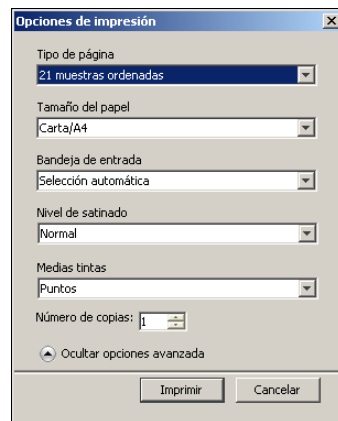 Opciones de impresión
Tipo de página
21 muestras ordenadas
Tamaño del papel
Carta/A4
Bandeja de entrada
Selección automática
Nivel de satinado
Normal
Medias tintas
Puntos
Número de copias: 1
Ocultar opciones avanzada
Imprimir Cancelar